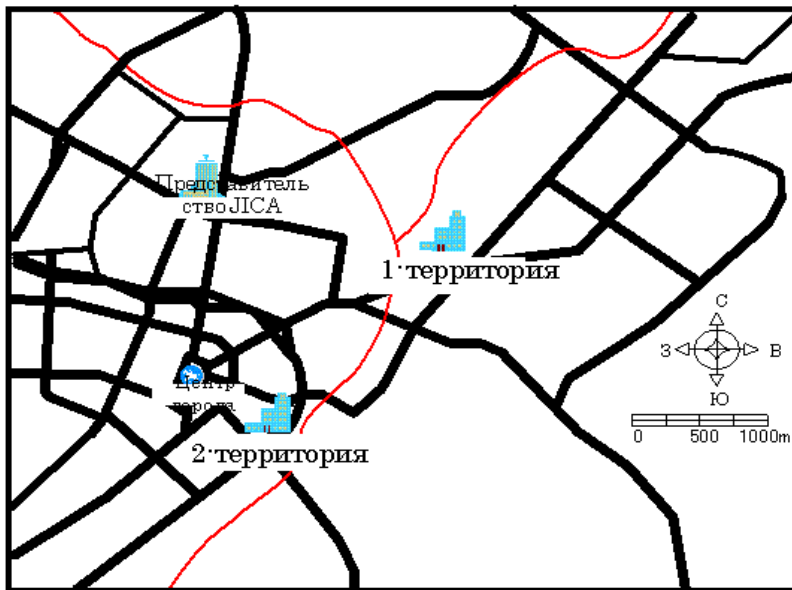 Представитель
ство JICA
1·территория
С
З
В
Ю
0 500 1000m
Центр
города
2·территория